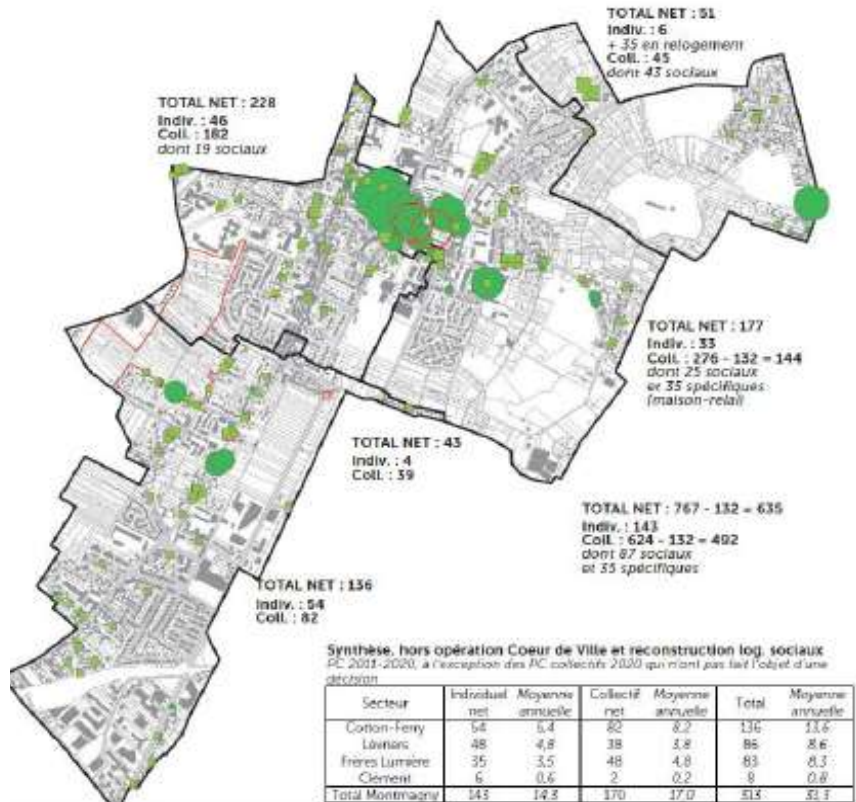 TOTAL NET : 51
Indiv. : 6
+ 35 en relogement
Coll. : 45
dont 43 sociaux
TOTAL NET : 228
Indiv. : 46
Coll. : 182
dont 19 sociaux
TOTAL NET : 177
Indiv. : 33
Coll. : 276 - 132 = 144
dont 25 sociaux
et 35 spécifiques
(maison-relai)
TOTAL NET : 43
Indiv. : 4
Coll. : 39
TOTAL NET : 767 - 132 = 635
Indiv. : 143
Coll. : 624 - 132 = 492
dont 87 sociaux
et 35 spécifiques
TOTAL NET : 136
Indiv. : 54
Coll. : 82
Synthèse, hors opération Coeur de Ville et reconstruction log. sociaux
PC 2011-2020, à l'exception des PC collectifs 2020 qui n'ont pas fait l'objet d'une
décision
Secteur Individuel net Moyenne annuelle Collectif net Moyenne annuelle Total Moyenne annuelle
Cotton-Ferry 54 5,4 82 8,2 136 13,6
48 4,8 38 3,8 86 8,6
Frères Lumière 35 3,5 48 4,8 83 8,3
Clément 6 0,6 2 0,2 8 0,8
Total Montmagny 143 14,3 170 17,0 313 31,3